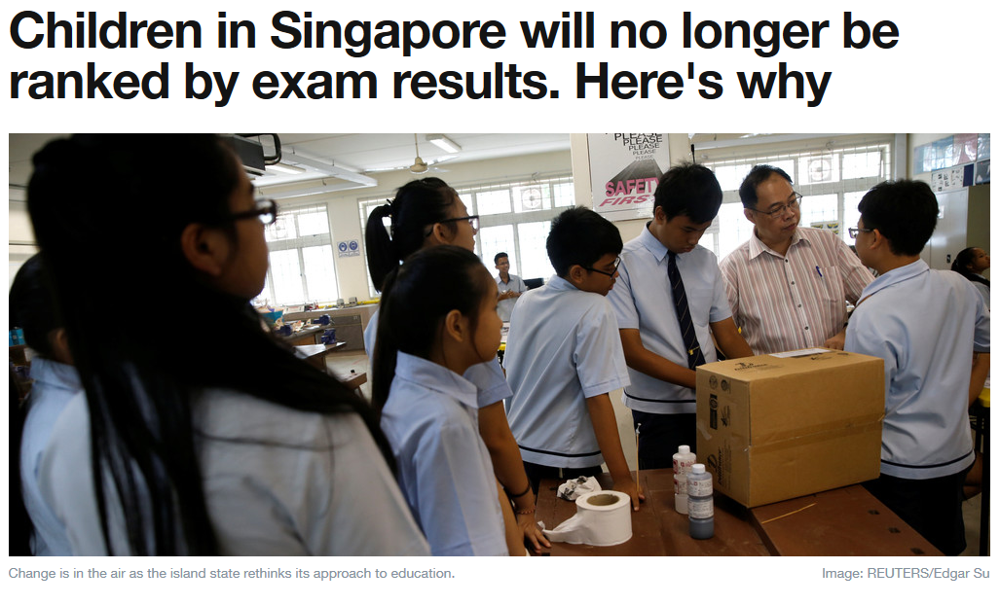 Children in Singapore will no longer be
ranked by exam results. Here's why
PLEASE
PLEASE
PLEASE
PLEASE
SAFETY
FIRST
Change is in the air as the island state rethinks its approach to education.
Image: REUTERS/Edgar Su